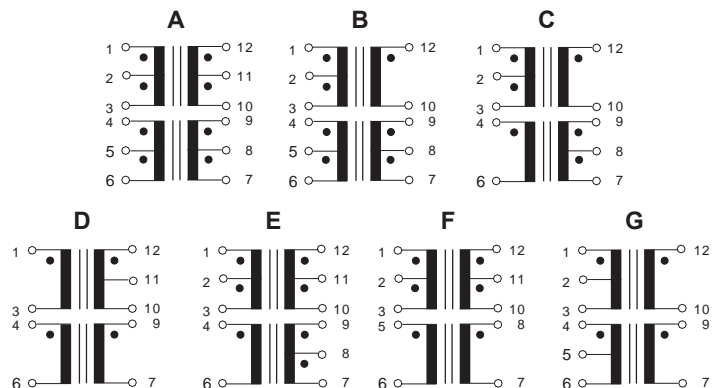 A B C
1 12 1 12 1 12
2 11 2 2
3 10 3 10 3 10
4 9 4 9 4 9
5 8 5 8 8
6 7 6 7 6 7
D E F G
1 12 1 12 1 12 1 12
11 2 11 2 11 2
3 10 3 10 3 10 3 10
4 9 4 9 5 8 4 9
8 5
6 7 6 7 6 7 6 7